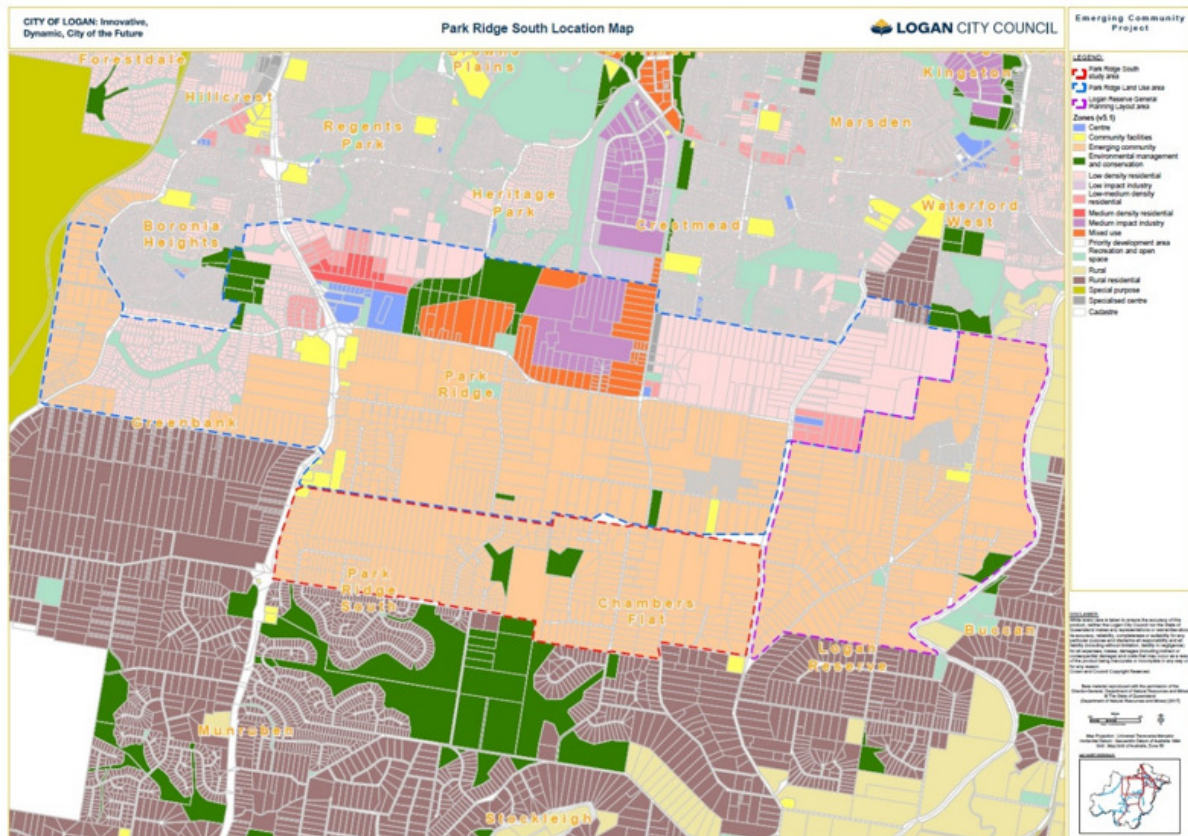 CITY OF LOGAN: Innovative,
Dynamic, City of the Future
Park Ridge South Location Map
LOGAN CITY COUNCIL
Emerging Community
Project
Forestdale
Browns
Plains
Kingston
Hillcrest
Regents
Park
Marsden
Heritage
Park
Crestmead
Waterford
West
Boronia
Heights
Park
Ridge
Greenbank
Park
Ridge
South
Chambers
Flat
Buccan
Logan
Reserve
Munruben
Stockleigh
LEGEND:
Park Ridge South
study area
Park Ridge Land Use area
Logan Reserve General
Planning Layout area
Zones (v5.1)
Centre
Community facilities
Emerging community
Environmental management
and conservation
Low density residential
Low impact industry
Low-medium density
residential
Medium density residential
Medium impact industry
Mixed use
Priority development area
Recreation and open
space
Rural
Rural residential
Special purpose
Specialised centre
Cadastre
DISCLAIMER: